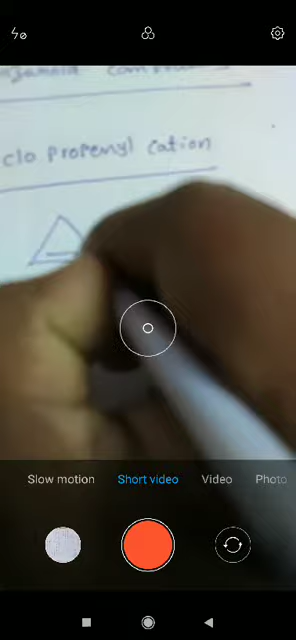 clo propenyl cation
Slow motion
Short video
Video
Photo